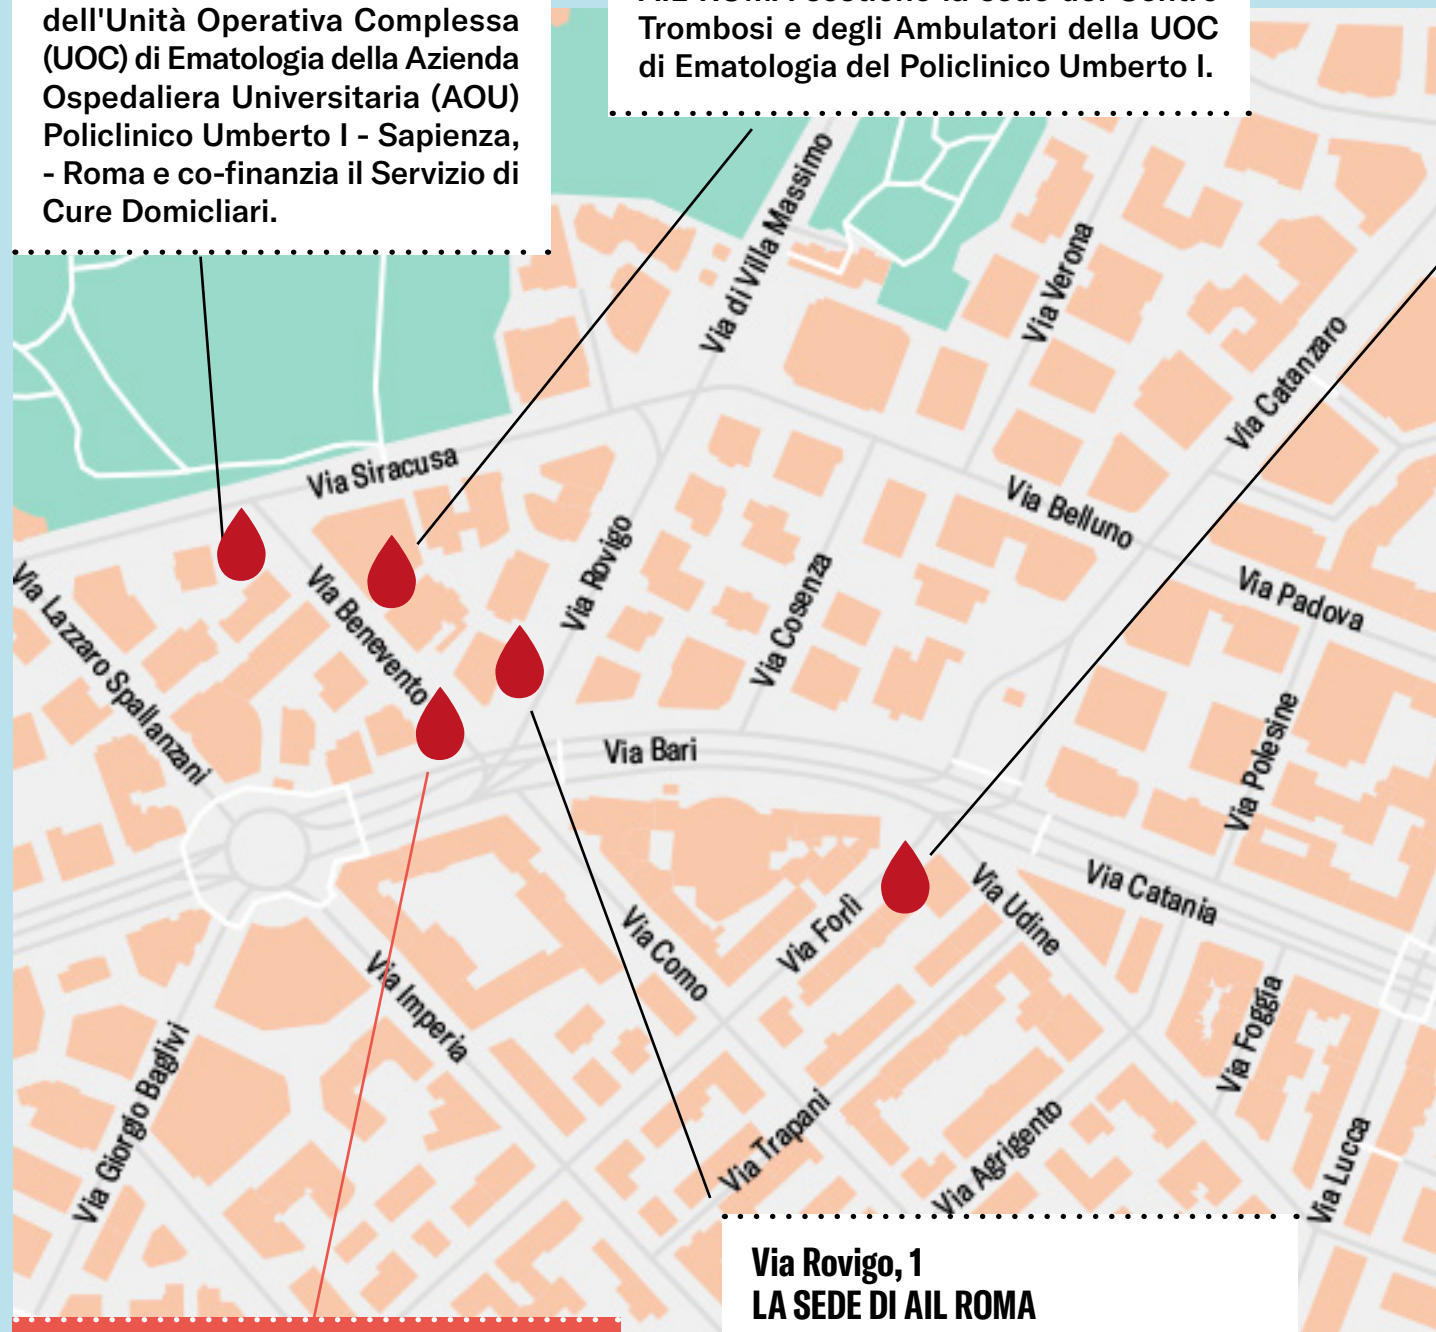 dell'Unità Operativa Complessa
(UOC) di Ematologia della Azienda
Ospedaliera Universitaria (AOU)
Policlinico Umberto I - Sapienza,
- Roma e co-finanzia il Servizio di
Cure Domicliari.
Trombosi e degli Ambulatori della UOC
di Ematologia del Policlinico Umberto I.
Via di Villa Massimo
Via Verona
Via Catanzaro
Via Siracusa
Via Belluno
Via Rovigo
Via Cosenza
Via Padova
Via Lazzaro Spallanzani
Via Benevento
Via Bari
Via Polesine
Via Catania
Via Udine
Via Forlì
Via Como
Via Imperia
Via Foggia
Via Giorgio Baglivi
Via Trapani
Via Agrigento
Via Lucca
Via Rovigo, 1
LA SEDE DI AIL ROMA